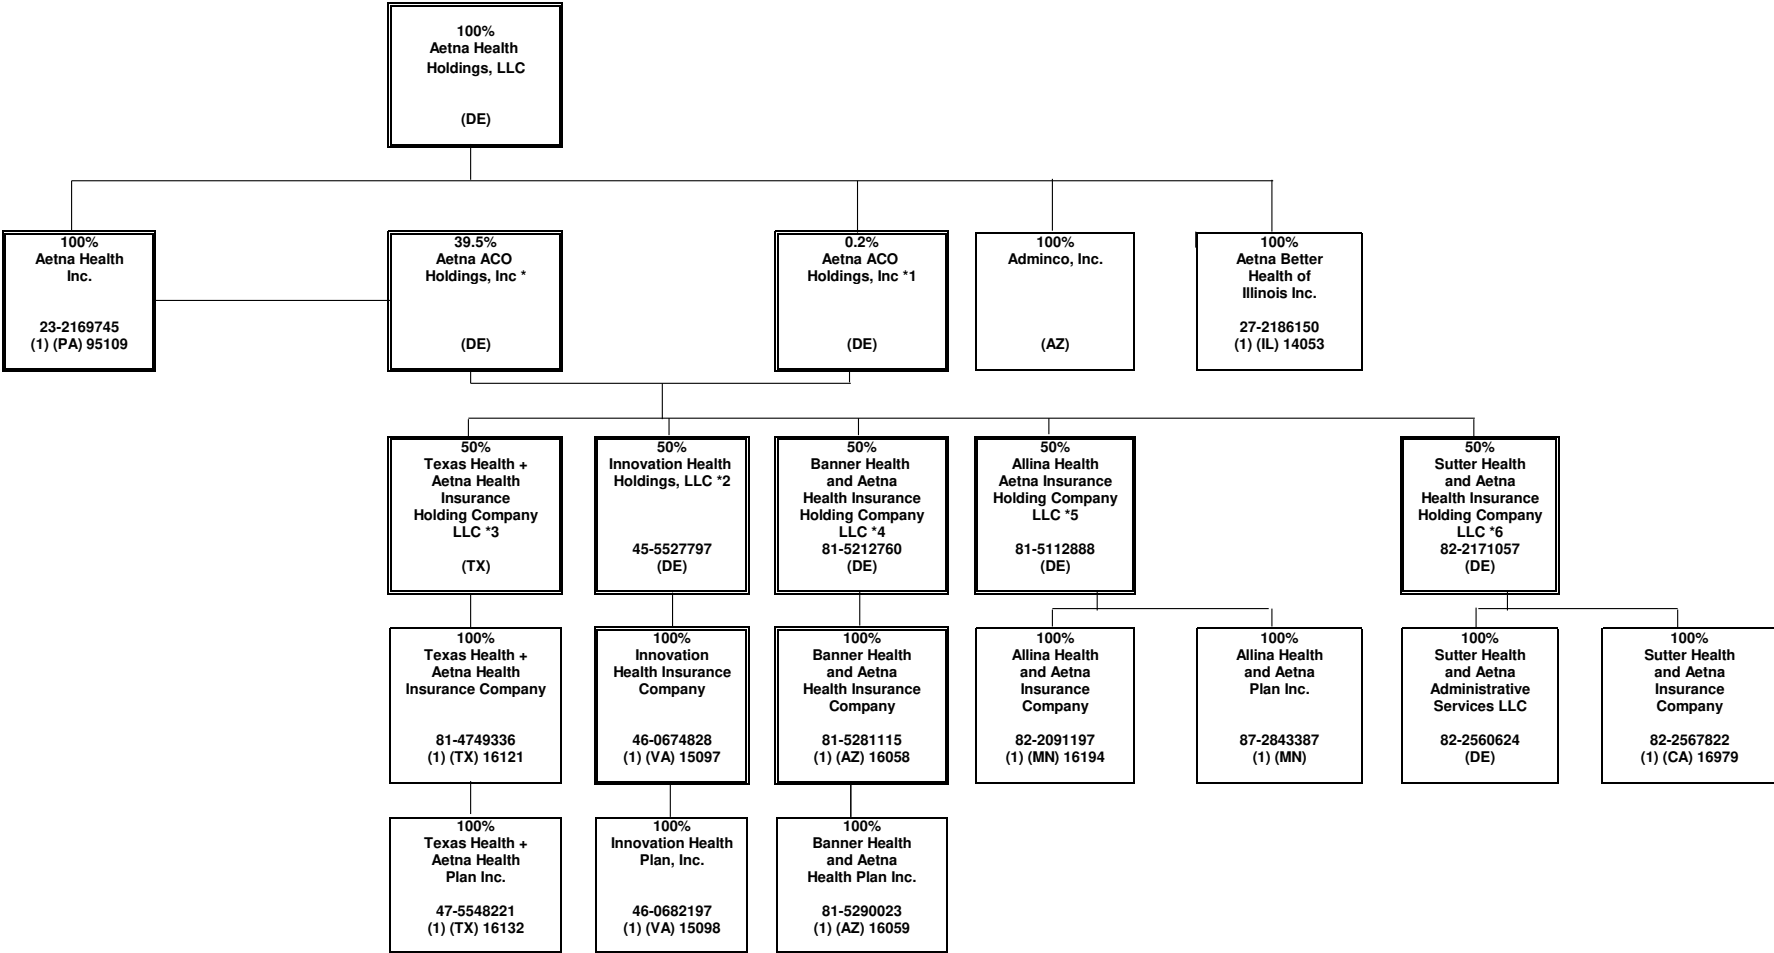 100%
Aetna Health
Holdings, LLC
(DE)
100%
Aetna Health
Inc.
23-2169745
(1) (PA) 95109
39.5%
Aetna ACO
Holdings, Inc *
(DE)
0.2%
Aetna ACO
Holdings, Inc *1
(DE)
100%
Adminco, Inc.
(AZ)
100%
Aetna Better
Health of
Illinois Inc.
27-2186150
(1) (IL) 14053
50%
Texas Health +
Aetna Health
Insurance
Holding Company
LLC *3
(TX)
50%
Innovation Health
Holdings, LLC *2
45-5527797
(DE)
50%
Banner Health
and Aetna
Health Insurance
Holding Company
LLC *4
81-5212760
(DE)
50%
Allina Health
Aetna Insurance
Holding Company
LLC *5
81-5112888
(DE)
50%
Sutter Health
and Aetna
Health Insurance
Holding Company
LLC *6
82-2171057
(DE)
100%
Texas Health +
Aetna Health
Insurance Company
81-4749336
(1) (TX) 16121
100%
Innovation
Health Insurance
Company
46-0674828
(1) (VA) 15097
100%
Banner Health
and Aetna
Health Insurance
Company
81-5281115
(1) (AZ) 16058
100%
Allina Health
and Aetna
Insurance
Company
82-2091197
(1) (MN) 16194
100%
Allina Health
and Aetna
Plan Inc.
87-2843387
(1) (MN)
100%
Sutter Health
and Aetna
Administrative
Services LLC
82-2560624
(DE)
100%
Sutter Health
and Aetna
Insurance
Company
82-2567822
(1) (CA) 16979
100%
Texas Health +
Aetna Health
Plan Inc.
47-5548221
(1) (TX) 16132
100%
Innovation Health
Plan, Inc.
46-0682197
(1) (VA) 15098
100%
Banner Health
and Aetna
Health Plan Inc.
81-5290023
(1) (AZ) 16059